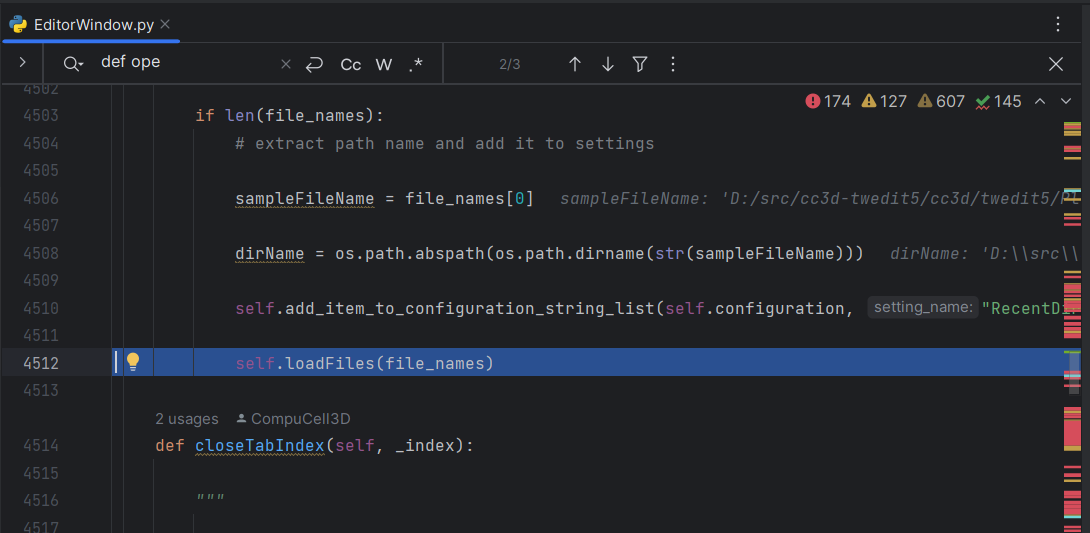 EditorWindow.py
def ope
Cc W .* 2/3
4502
174 127 607 145
4503 if len(file_names):
4504 # extract path name and add it to settings
4505
4506 sampleFileName = file_names[0] sampleFileName: 'D:/src/cc3d-twedit5/cc3d/twedit5/Pl
4507
4508 dirName = os.path.abspath(os.path.dirname(str(sampleFileName))) dirName: 'D:\\src\\
4509
4510 self.add_item_to_configuration_string_list(self.configuration, setting_name: "RecentDi
4511
4512 self.loadFiles(file_names)
4513
2 usages CompuCell3D
4514 def closeTabIndex(self, _index):
4515
4516 """
4517